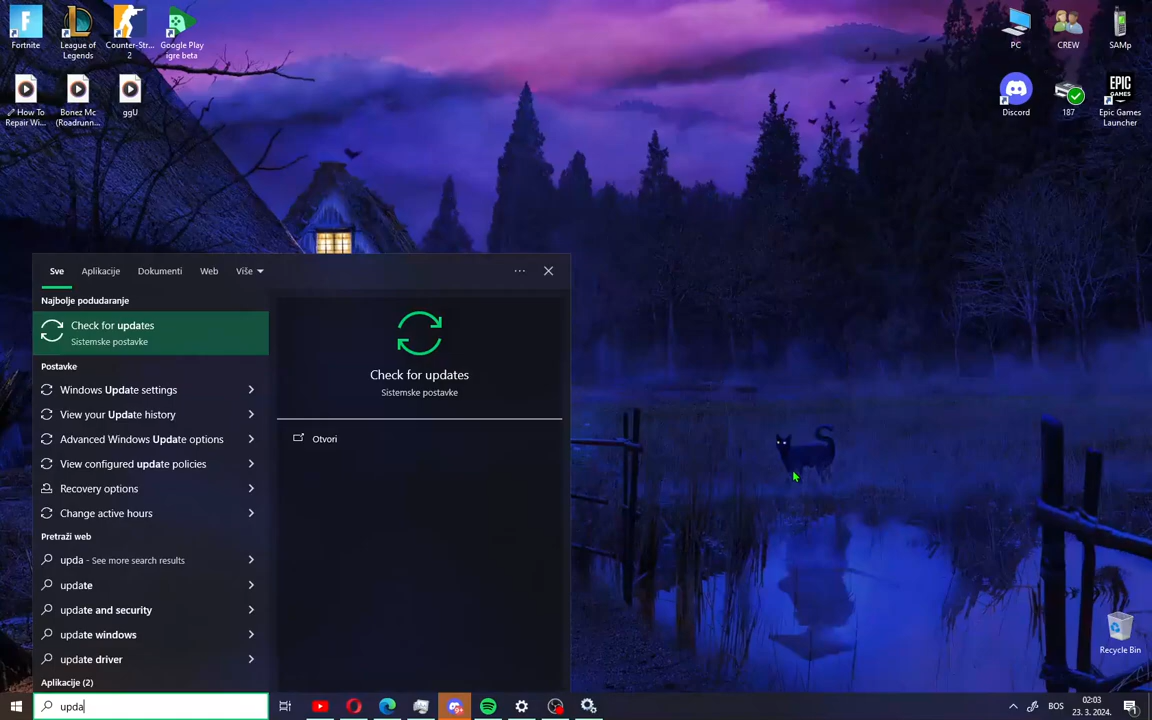 Fortnite
League of
Legends
Counter-Str...
2
Google Play
igre beta
PC
CREW
SAMp
How To
Repair Wi...
Bonez Mc
(Roadrunn...
ggU
Discord
187
EPIC
GAMES
Epic Games
Launcher
Sve
Aplikacije
Dokumenti
Web
Više
Najbolje podudaranje
Check for updates
Sistemske postavke
Postavke
Windows Update settings
View your Update history
Advanced Windows Update options
View configured update policies
Recovery options
Change active hours
Pretraži web
upda - See more search results
update
update and security
update windows
update driver
Aplikacije (2)
Check for updates
Sistemske postavke
Otvori
Recycle Bin
upda
9+
BOS
02:03
23. 3. 2024.
1